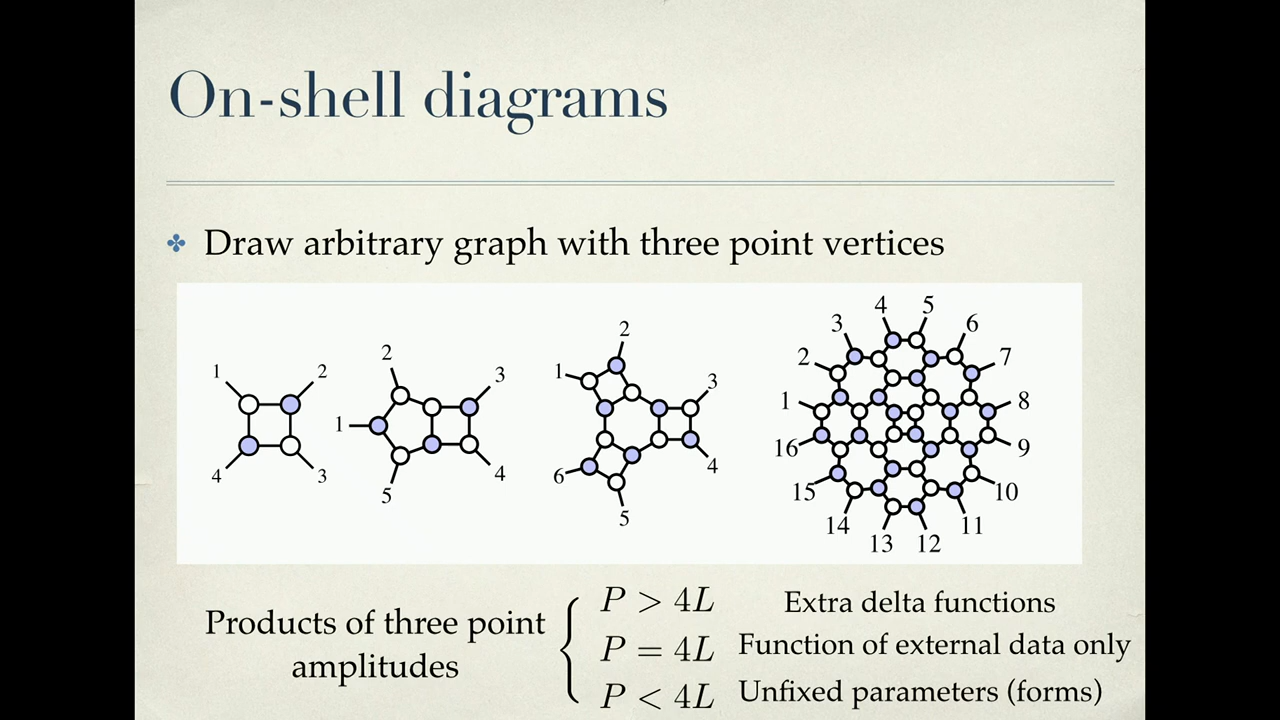 On-shell diagrams
Draw arbitrary graph with three point vertices
1 2 4 3
2 3 1 5 4
2 1 3 6 4 5
4 5 3 6 2 7 1 8 16 9 15 10 14 11 13 12
Products of three point
amplitudes
P > 4L Extra delta functions
P = 4L Function of external data only
P < 4L Unfixed parameters (forms)